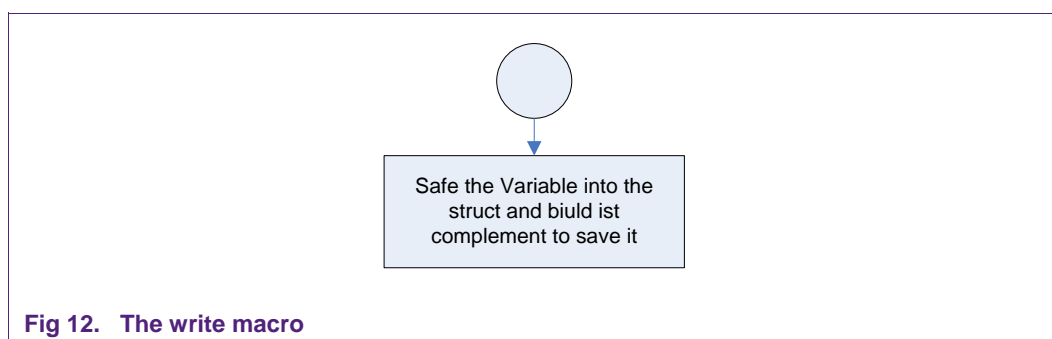 Safe the Variable into the
struct and biuld ist
complement to save it
Fig 12. The write macro